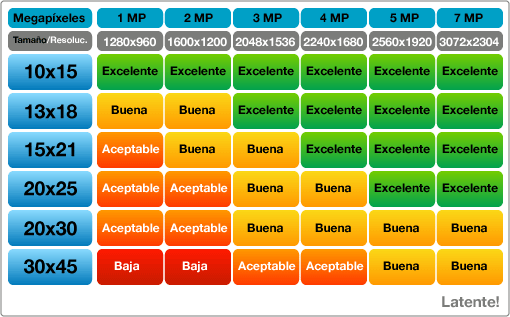 Megapíxeles 1 MP 2 MP 3 MP 4 MP 5 MP 7 MP
Tamaño/Resoluc. 1280x960 1600x1200 2048x1536 2240x1680 2560x1920 3072x2304
10x15 Excelente Excelente Excelente Excelente Excelente Excelente
13x18 Buena Buena Excelente Excelente Excelente Excelente
15x21 Aceptable Buena Buena Excelente Excelente Excelente
20x25 Aceptable Aceptable Buena Buena Excelente Excelente
20x30 Aceptable Aceptable Buena Buena Buena Buena
30x45 Baja Baja Aceptable Aceptable Buena Buena
Latente!